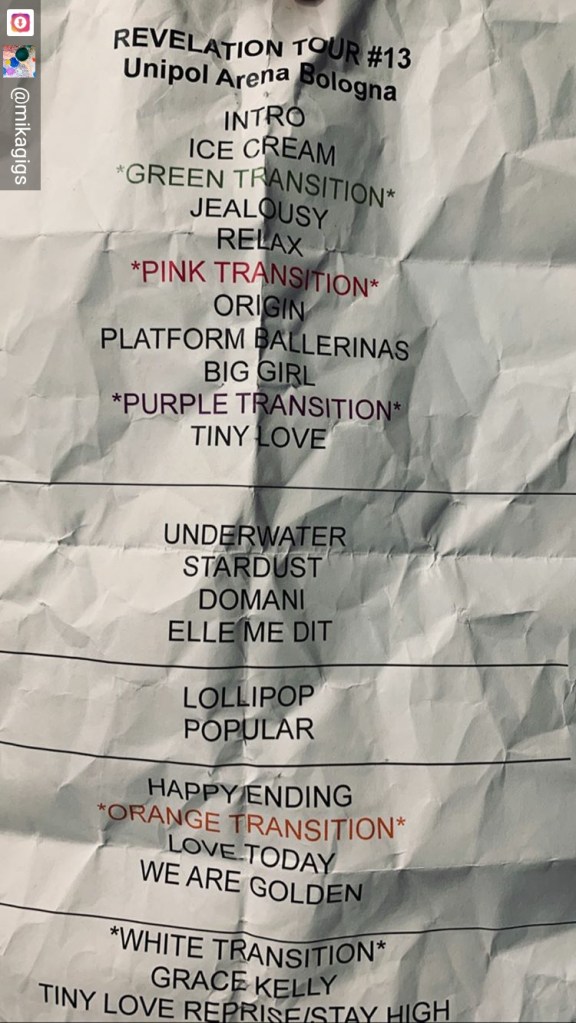 @mikagigs
REVELATION TOUR #13
Unipol Arena Bologna
INTRO
ICE CREAM
*GREEN TRANSITION*
JEALOUSY
RELAX
*PINK TRANSITION*
ORIGIN
PLATFORM BALLERINAS
BIG GIRL
*PURPLE TRANSITION*
TINY LOVE
UNDERWATER
STARDUST
DOMANI
ELLE ME DIT
LOLLIPOP
POPULAR
HAPPY ENDING
*ORANGE TRANSITION*
LOVE TODAY
WE ARE GOLDEN
*WHITE TRANSITION*
GRACE KELLY
TINY LOVE REPRISE/STAY HIGH